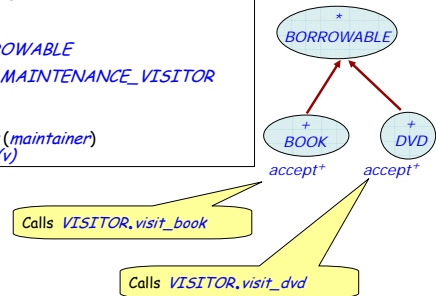 OWABLE
MAINTENANCE_VISITOR
(maintainer)
(v)
*
BORROWABLE
+
BOOK
accept+
+
DVD
accept+
Calls VISITOR.visit_book
Calls VISITOR.visit_dvd